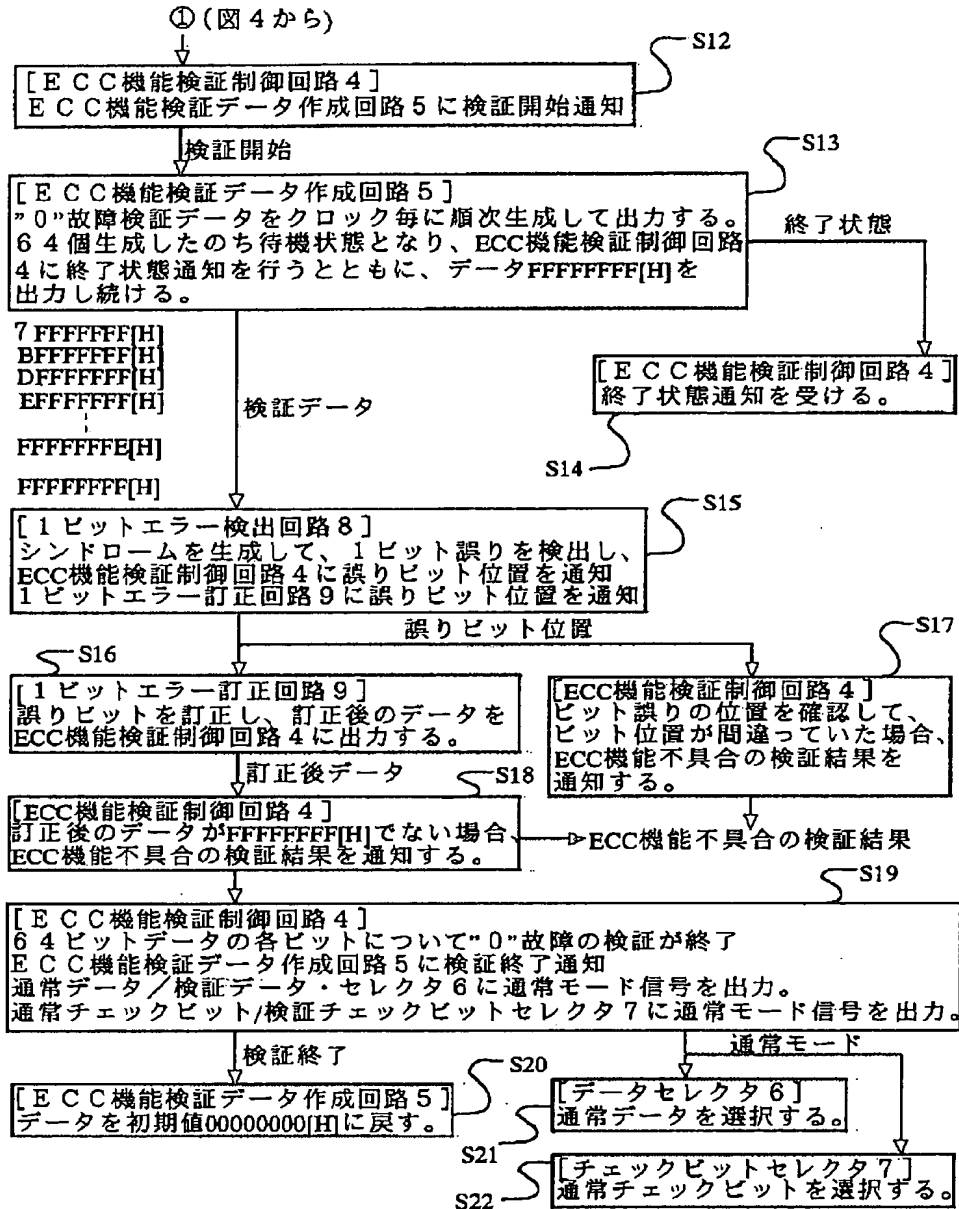 ①(図4から)
S12
[ECC機能検証制御回路4]
ECC機能検証データ作成回路5に検証開始通知
検証開始
S13
[ECC機能検証データ作成回路5]
"0"故障検証データをクロック毎に順次生成して出力する。
64個生成したのち待機状態となり、ECC機能検証制御回路
4に終了状態通知を行うとともに、データFFFFFFFF[H]を
出力し続ける。
終了状態
7FFFFFFF[H]
BFFFFFFF[H]
DFFFFFFF[H]
EFFFFFFF[H]
FFFFFFFE[H]
FFFFFFFF[H]
検証データ
[ECC機能検証制御回路4]
終了状態通知を受ける。
S14
S15
[1ビットエラー検出回路8]
シンドロームを生成して、1ビット誤りを検出し、
ECC機能検証制御回路4に誤りビット位置を通知
1ビットエラー訂正回路9に誤りビット位置を通知
誤りビット位置
S16
[1ビットエラー訂正回路9]
誤りビットを訂正し、訂正後のデータを
ECC機能検証制御回路4に出力する。
S17
[ECC機能検証制御回路4]
ビット誤りの位置を確認して、
ビット位置が間違っていた場合、
ECC機能不具合の検証結果を
通知する。
訂正後データ
S18
[ECC機能検証制御回路4]
訂正後のデータがFFFFFFFF[H]でない場合、
ECC機能不具合の検証結果を通知する。
ECC機能不具合の検証結果
S19
[ECC機能検証制御回路4]
64ビットデータの各ビットについて"0"故障の検証が終了
ECC機能検証データ作成回路5に検証終了通知
通常データ/検証データ・セレクタ6に通常モード信号を出力。
通常チェックビット/検証チェックビットセレクタ7に通常モード信号を出力。
検証終了
通常モード
S20
[ECC機能検証データ作成回路5]
データを初期値00000000[H]に戻す。
[データセレクタ6]
通常データを選択する。
S21
[チェックビットセレクタ7]
通常チェックビットを選択する。
S22